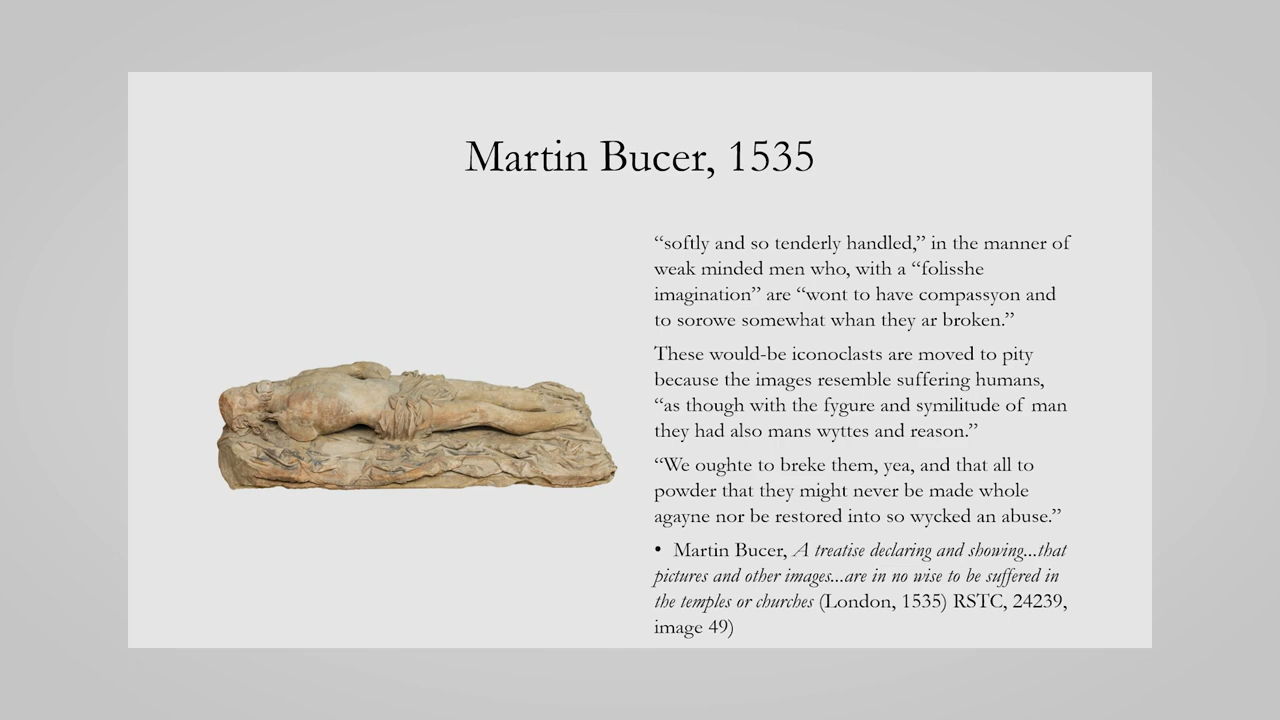 Martin Bucer, 1535
“softly and so tenderly handled,” in the manner of
weak minded men who, with a “folisshe
imagination” are “wont to have compassyon and
to sorowe somewhat whan they ar broken.”
These would-be iconoclasts are moved to pity
because the images resemble suffering humans,
“as though with the fygure and symilitude of man
they had also mans wyttes and reason.”
“We oughte to breke them, yea, and that all to
powder that they might never be made whole
agayne nor be restored into so wycked an abuse.”
• Martin Bucer, A treatise declaring and showing...that
pictures and other images...are in no wise to be suffered in
the temples or churches (London, 1535) RSTC, 24239,
image 49)